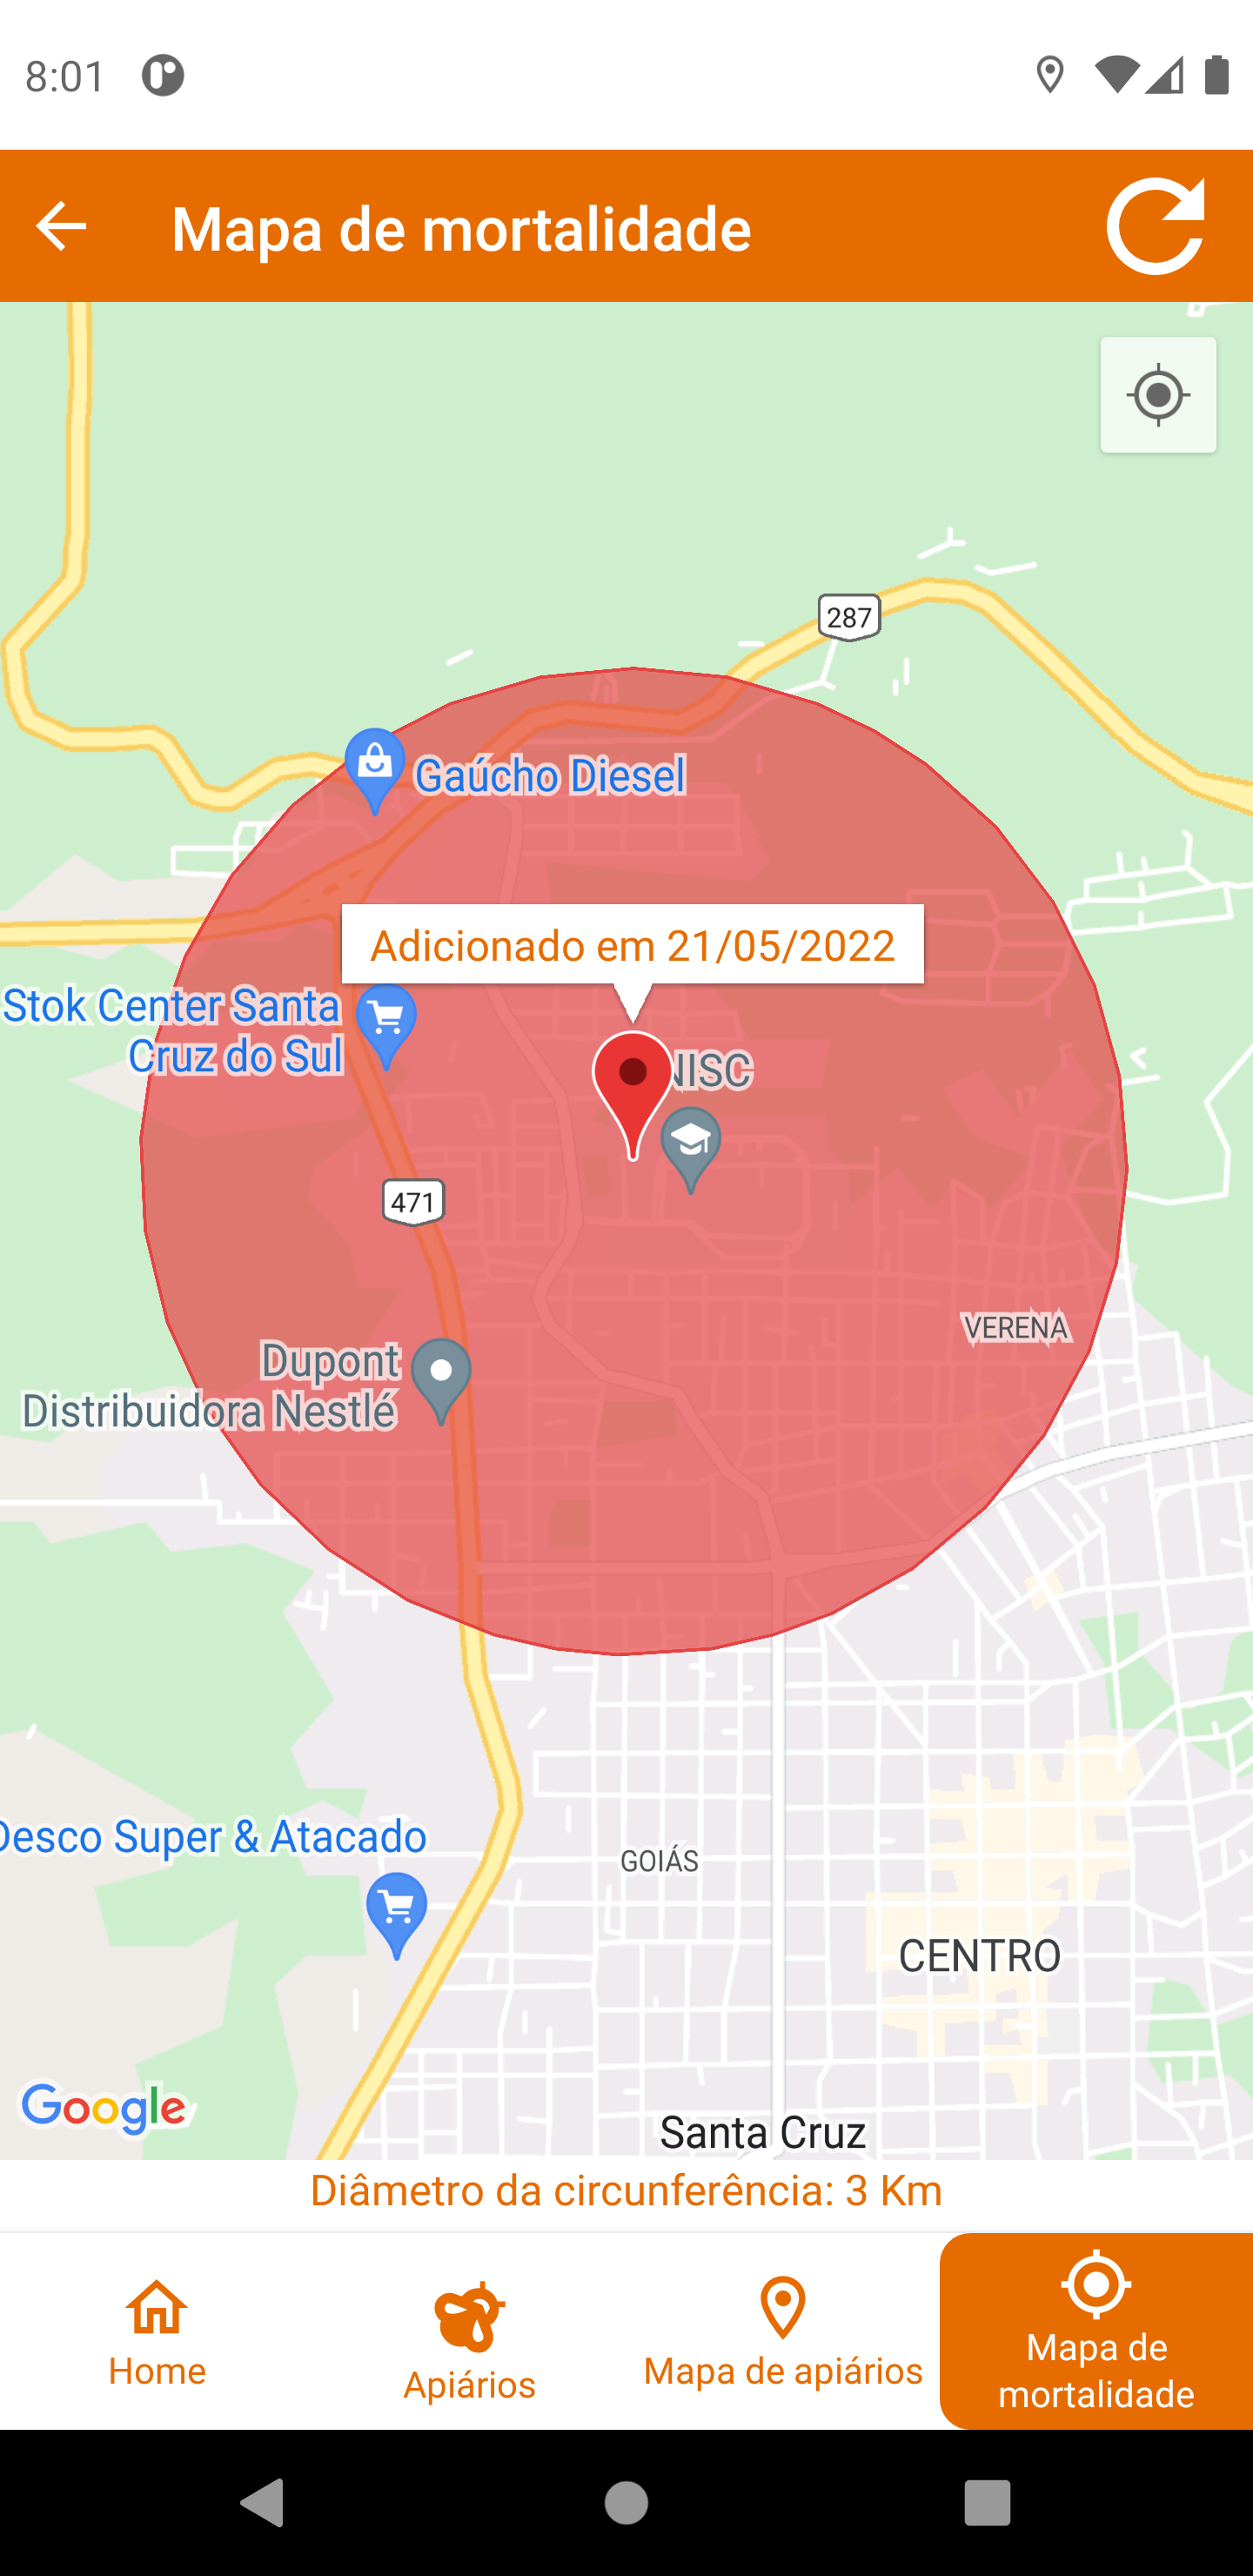 8:01
Mapa de mortalidade
287
Gaúcho Diesel
Adicionado em 21/05/2022
Stok Center Santa
Cruz do Sul
NISC
471
VERENA
Dupont
Distribuidora Nestlé
Desco Super & Atacado
GOIÁS
CENTRO
Google
Santa Cruz
Diâmetro da circunferência: 3 Km
Home
Apiários
Mapa de apiários
Mapa de
mortalidade